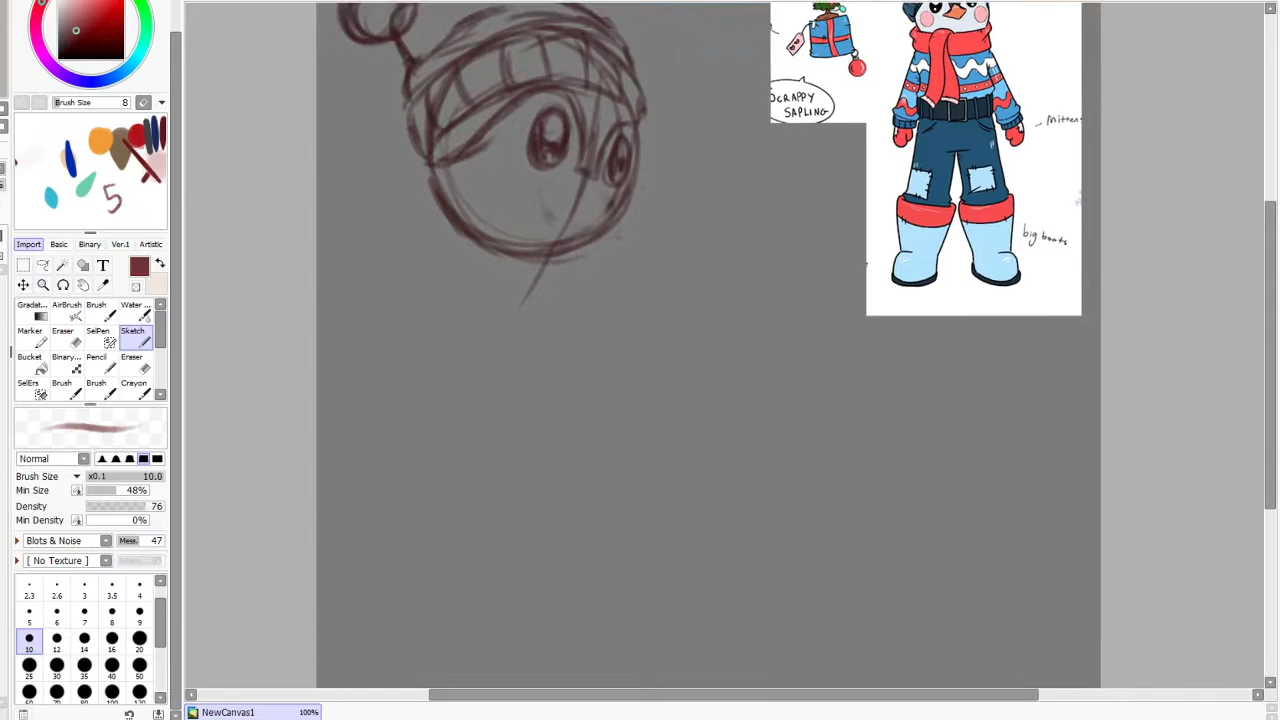 Brush Size 8
5
Import Basic Binary Ver.1 Artistic
T
Gradat... AirBrush Brush Water ...
Marker Eraser SelPen Sketch
Bucket Binary... Pencil Eraser
SelErs Brush Brush Crayon
Normal
Brush Size x0.1 10.0
Min Size 48%
Density 76
Min Density 0%
Blots & Noise 47
[ No Texture ]
2.3 2.6 3 3.5 4
5 6 7 8 9
10 12 14 16 20
25 30 35 40 50
NewCanvas1 100%
SCRAPPY
SAPLING
- Mittens
big boots